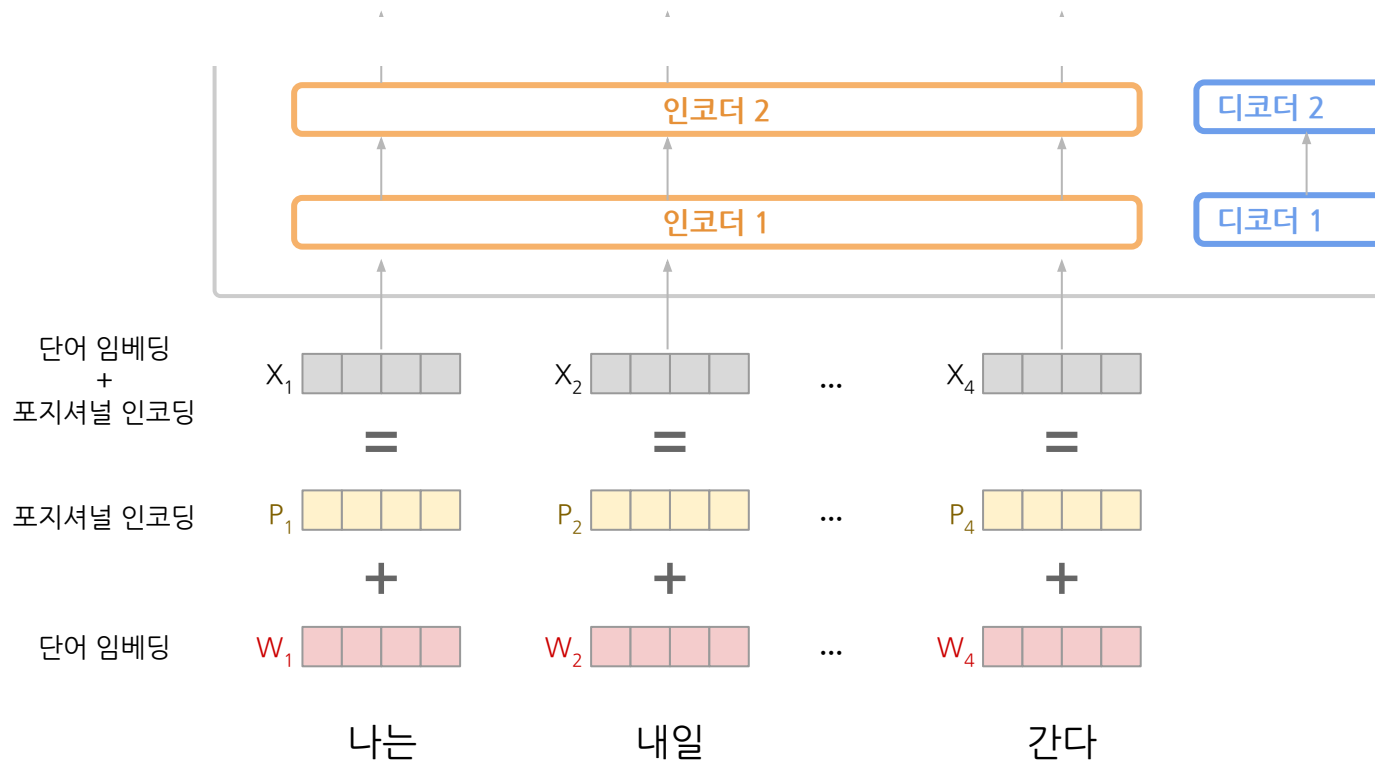 인코더 2
디코더 2
인코더 1
디코더 1
단어 임베딩
+
포지셔널 인코딩
X1
X2
...
X4
= = =
포지셔널 인코딩
P1
P2
...
P4
+ + +
단어 임베딩
W1
W2
...
W4
나는
내일
간다